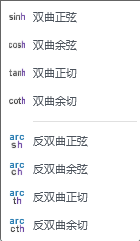 sinh 双曲正弦
cosh 双曲余弦
tanh 双曲正切
coth 双曲余切
arc sh 反双曲正弦
arc ch 反双曲余弦
arc th 反双曲正切
arc cth 反双曲余切